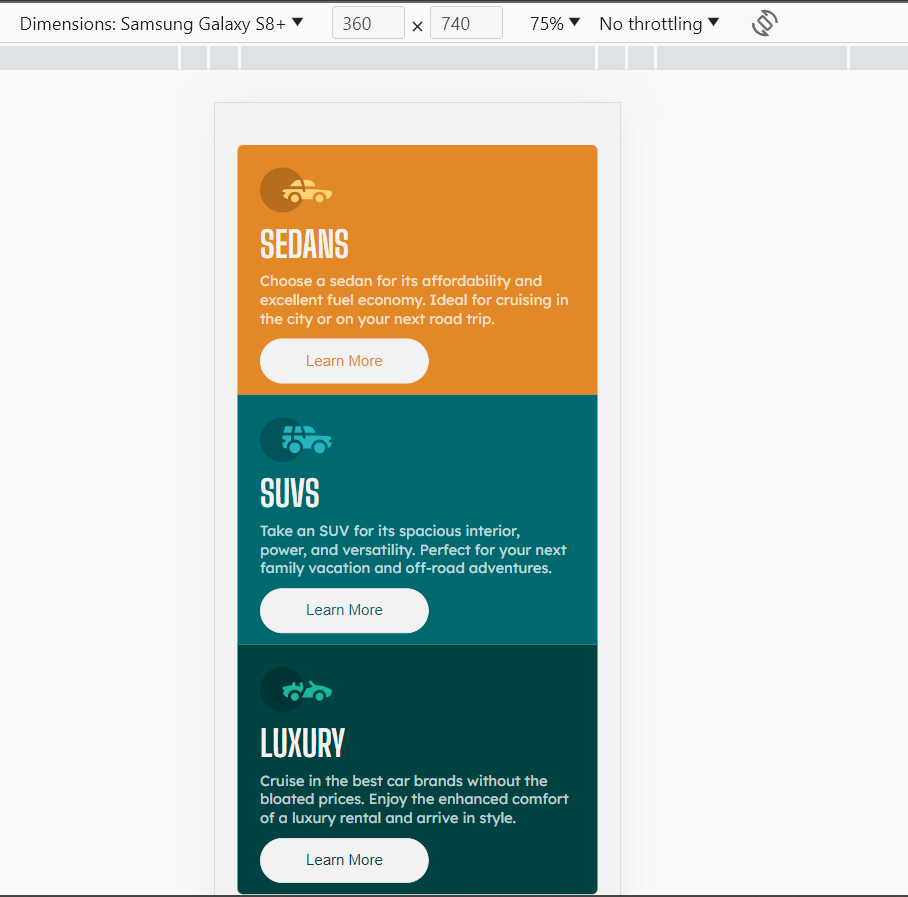 Dimensions: Samsung Galaxy S8+ ▼ 360 × 740 75% ▼ No throttling ▼
SEDANS
Choose a sedan for its affordability and
excellent fuel economy. Ideal for cruising in
the city or on your next road trip.
Learn More
SUVS
Take an SUV for its spacious interior,
power, and versatility. Perfect for your next
family vacation and off-road adventures.
Learn More
LUXURY
Cruise in the best car brands without the
bloated prices. Enjoy the enhanced comfort
of a luxury rental and arrive in style.
Learn More